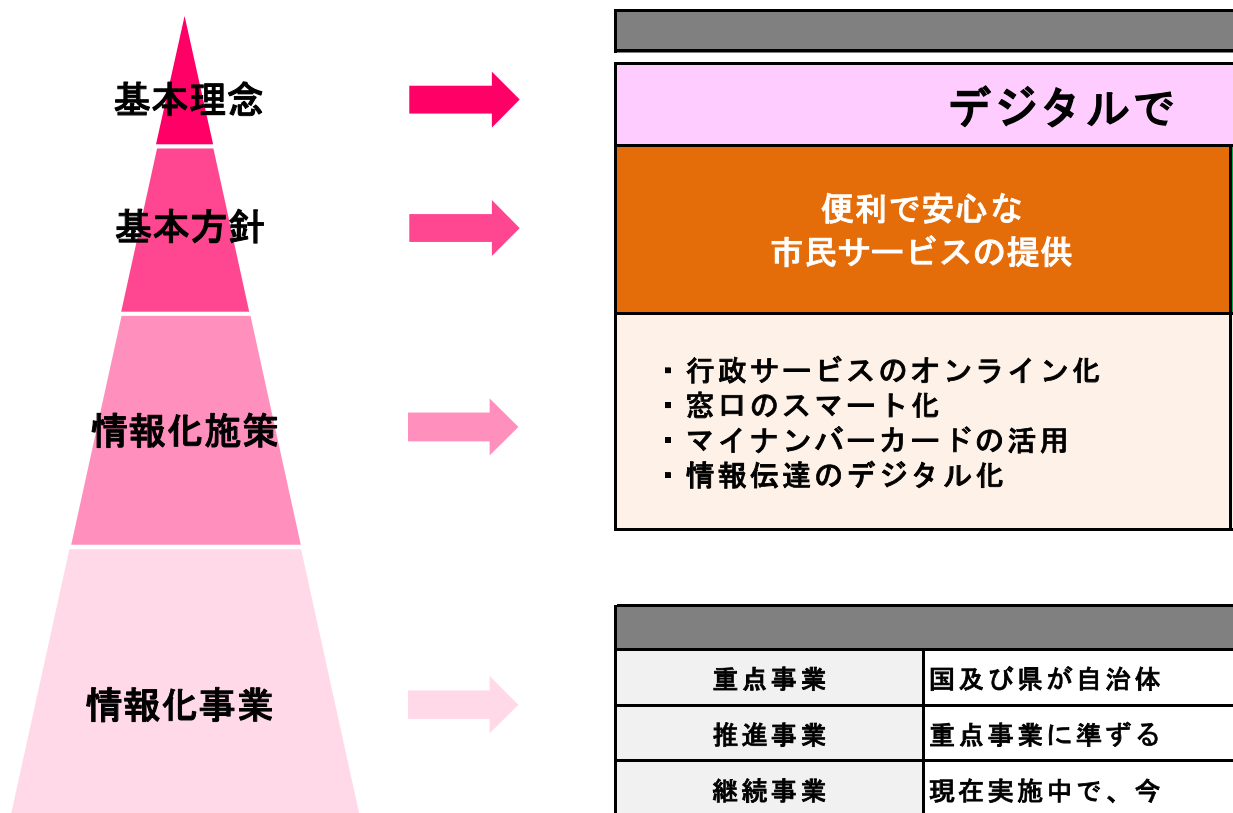 基本理念
デジタルで
基本方針
便利で安心な
市民サービスの提供
情報化施策
・行政サービスのオンライン化
・窓口のスマート化
・マイナンバーカードの活用
・情報伝達のデジタル化
情報化事業
重点事業 国及び県が自治体
推進事業 重点事業に準ずる
継続事業 現在実施中で、今